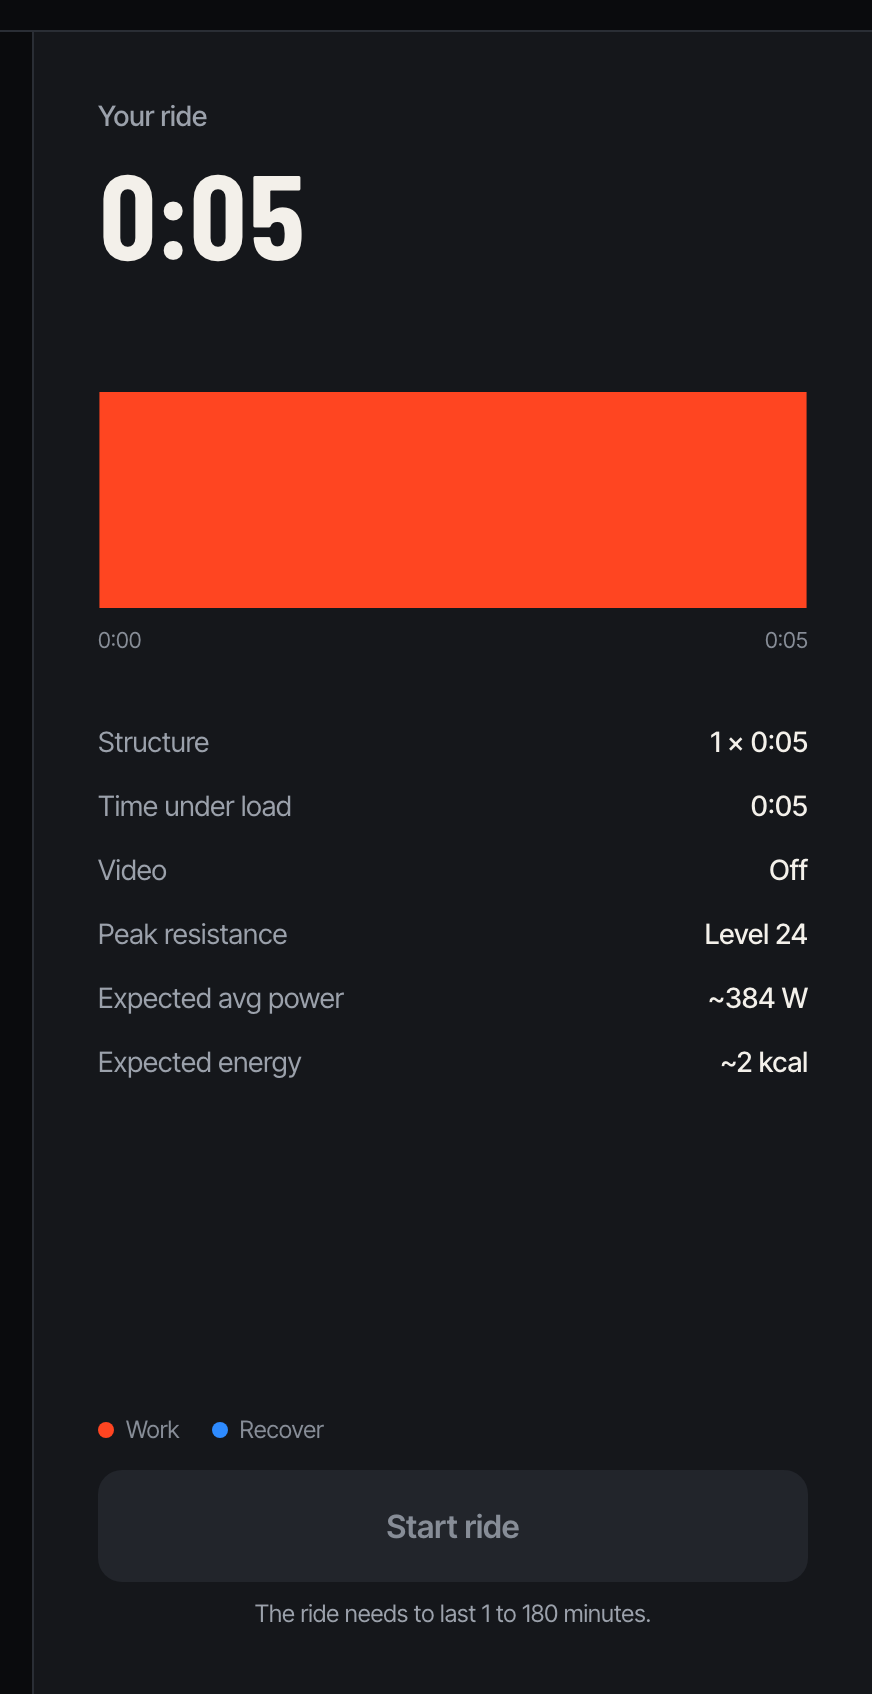 Your ride
0:05
0:00 0:05
Structure 1 × 0:05
Time under load 0:05
Video Off
Peak resistance Level 24
Expected avg power ~384 W
Expected energy ~2 kcal
Work Recover
Start ride
The ride needs to last 1 to 180 minutes.